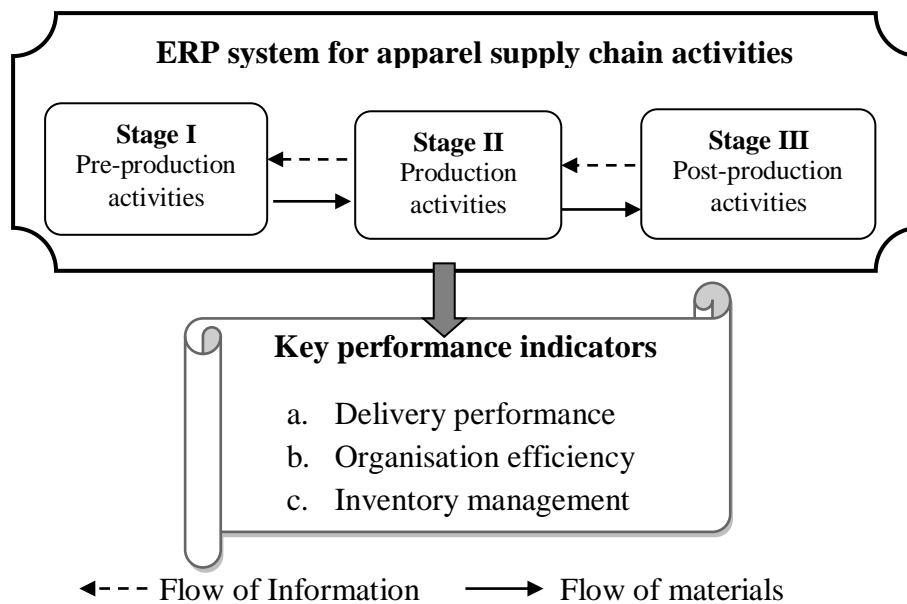 ERP system for apparel supply chain activities
Stage I
Pre-production
activities
Stage II
Production
activities
Stage III
Post-production
activities
Key performance indicators
a. Delivery performance
b. Organisation efficiency
c. Inventory management
Flow of Information
Flow of materials